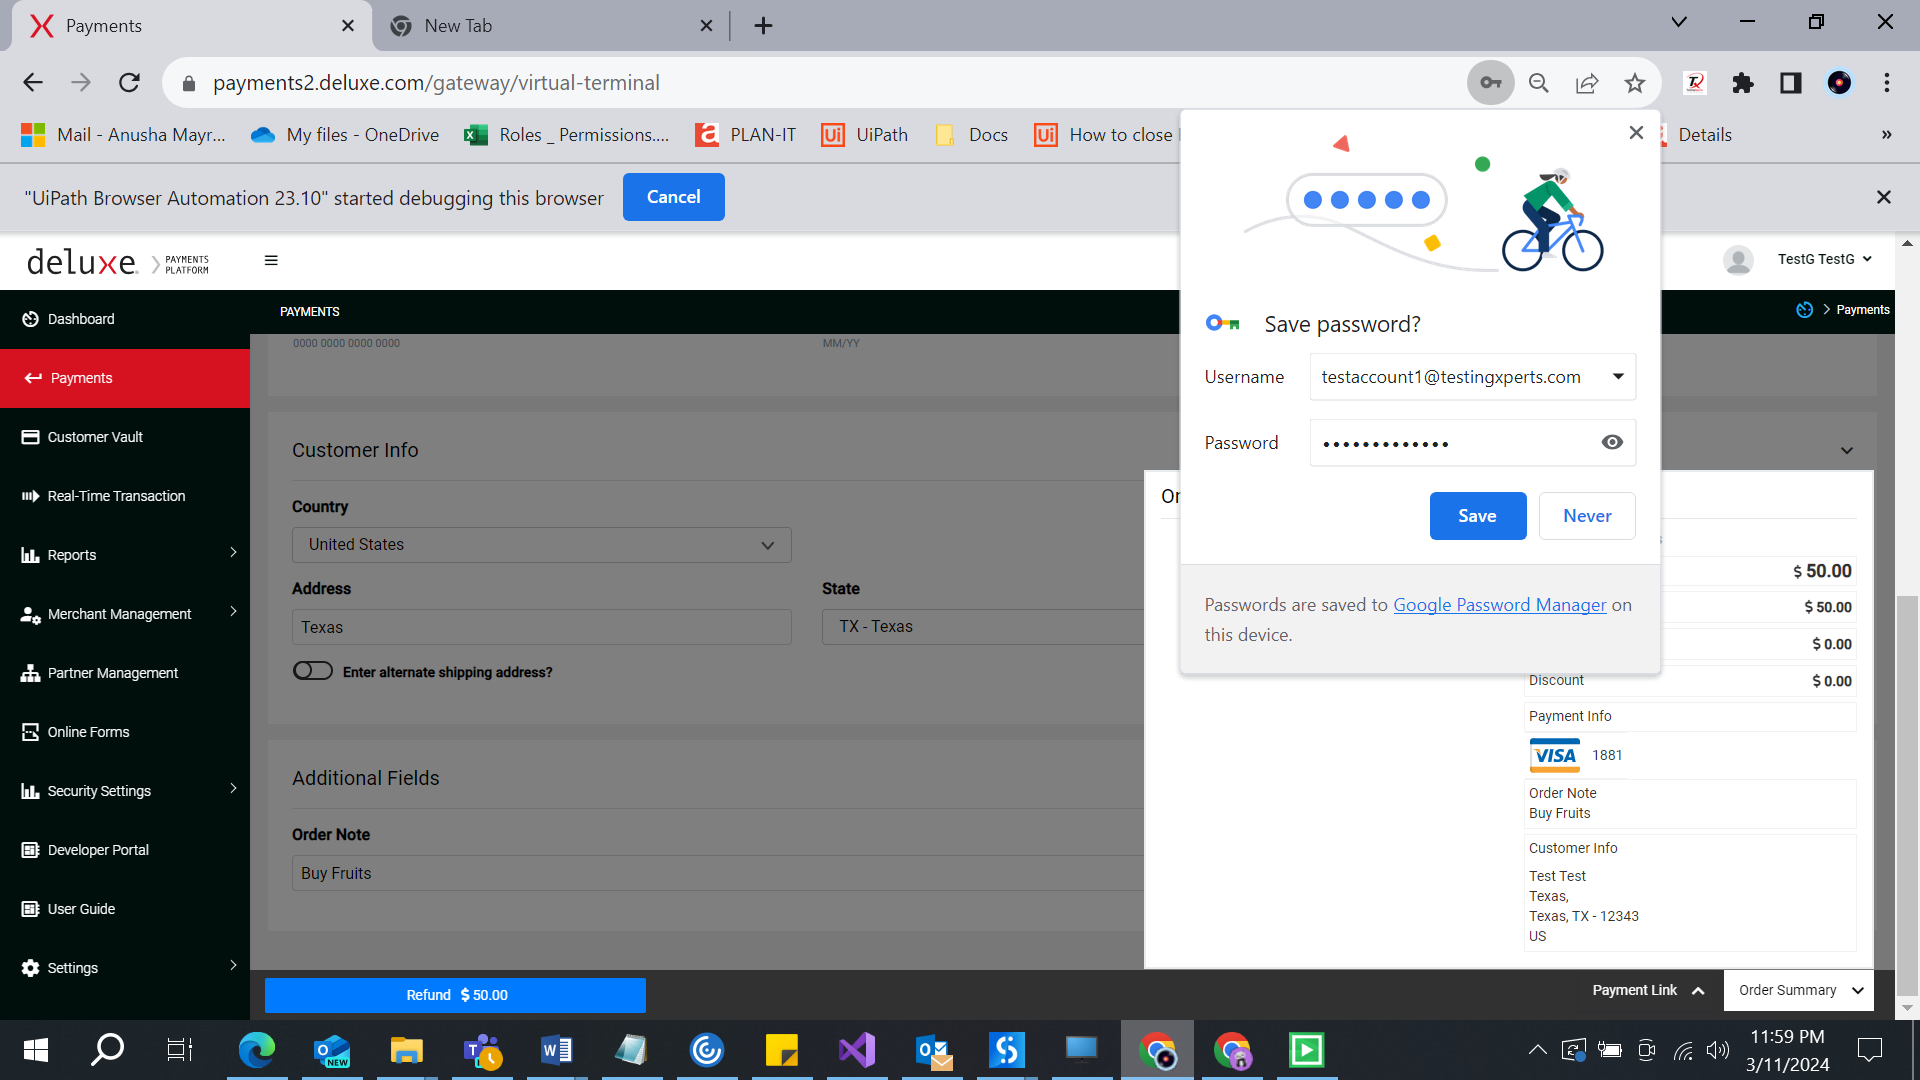 Payments
New Tab
payments2.deluxe.com/gateway/virtual-terminal
Mail - Anusha Mayr...
My files - OneDrive
Roles _ Permissions....
PLAN-IT
UiPath
Docs
How to close
Details
»
"UiPath Browser Automation 23.10" started debugging this browser
Cancel
deluxe. PAYMENTS
PLATFORM
TestG TestG
Dashboard
Payments
Customer Vault
Real-Time Transaction
Reports
Merchant Management
Partner Management
Online Forms
Security Settings
Developer Portal
User Guide
Settings
PAYMENTS
Payments
0000 0000 0000 0000
MM/YY
Customer Info
Country
United States
Address
State
Texas
TX - Texas
Enter alternate shipping address?
Additional Fields
Order Note
Buy Fruits
Save password?
Username
testaccount1@testingxperts.com
Password
•••••••••••••
Save
Never
Passwords are saved to Google Password Manager on
this device.
Or
$ 50.00
$ 50.00
$ 0.00
Discount
$ 0.00
Payment Info
VISA 1881
Order Note
Buy Fruits
Customer Info
Test Test
Texas,
Texas, TX - 12343
US
Refund $ 50.00
Payment Link
Order Summary
NEW
11:59 PM
3/11/2024